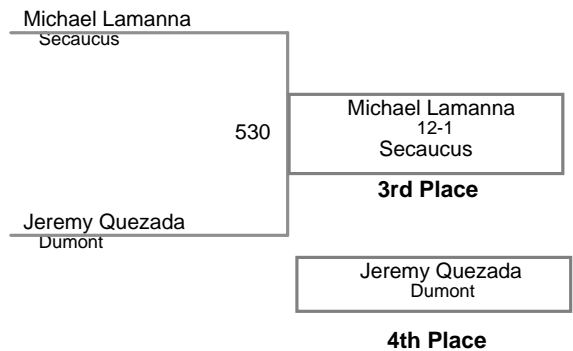 Michael Lamanna
Secaucus
530
Michael Lamanna
12-1
Secaucus
3rd Place
Jeremy Quezada
Dumont
Jeremy Quezada
Dumont
4th Place